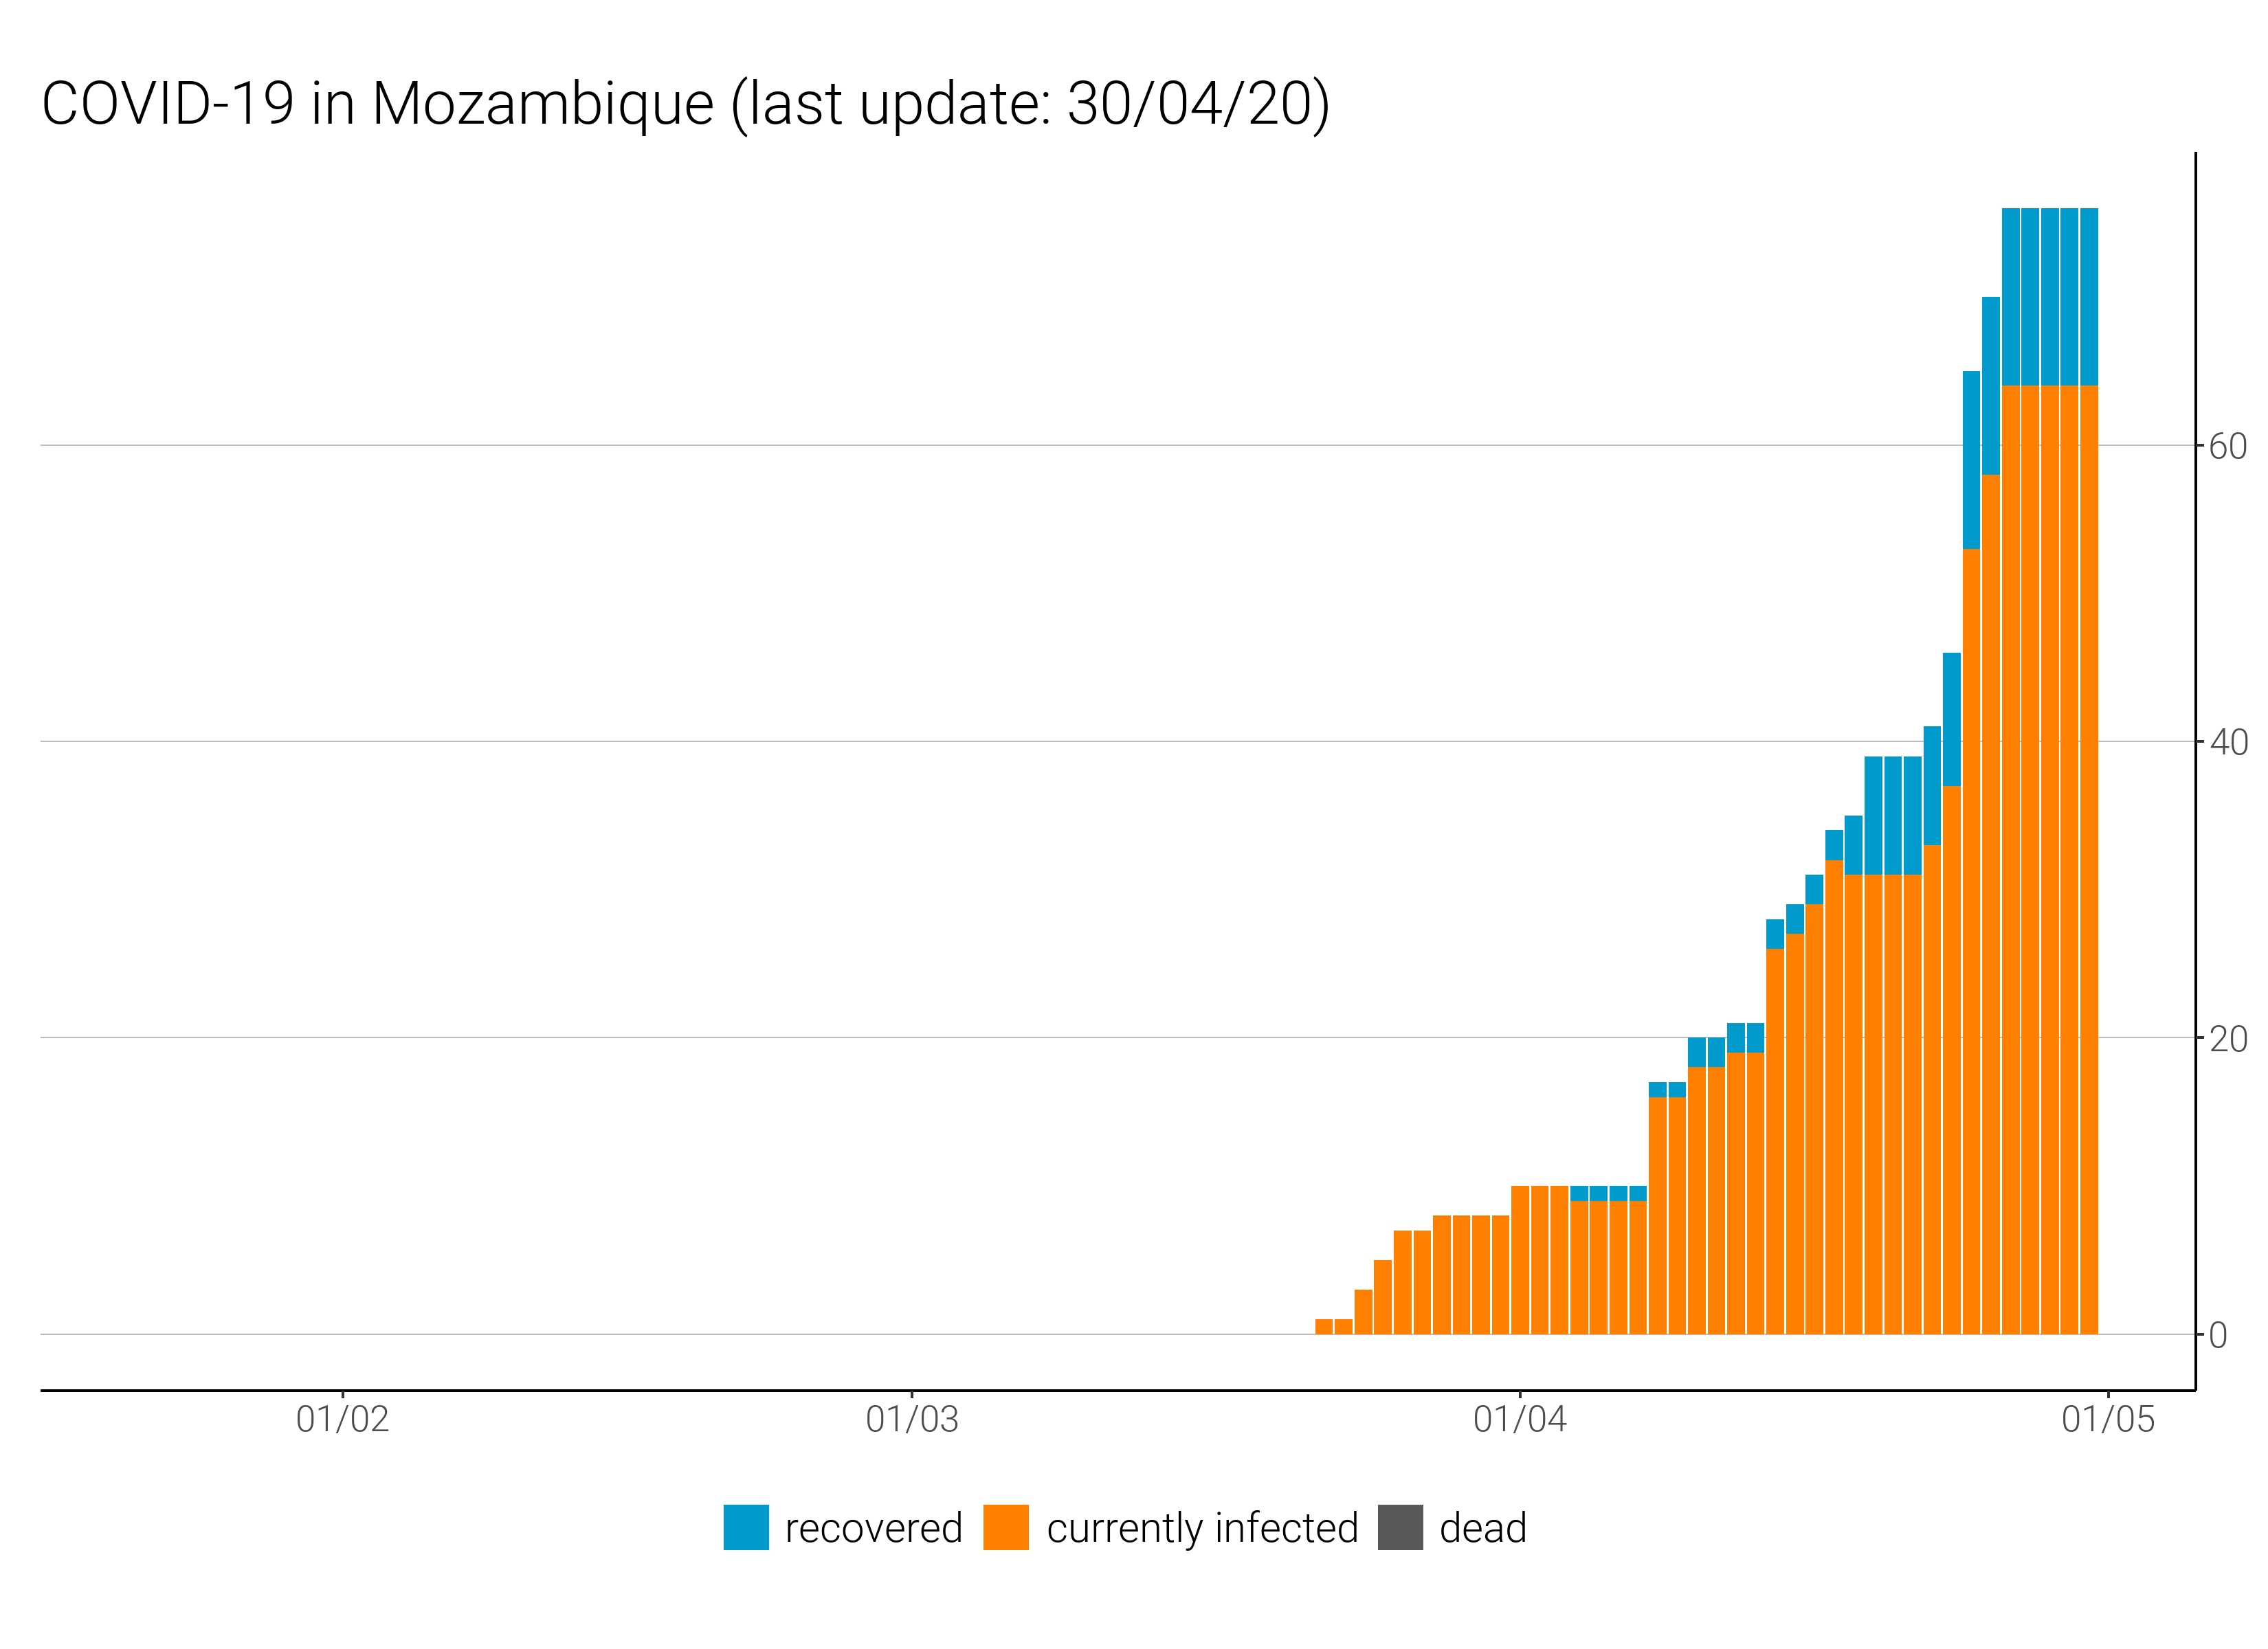 COVID-19 in Mozambique (last update: 30/04/20)
60
40
20
0
01/02 01/03 01/04 01/05
recovered currently infected dead